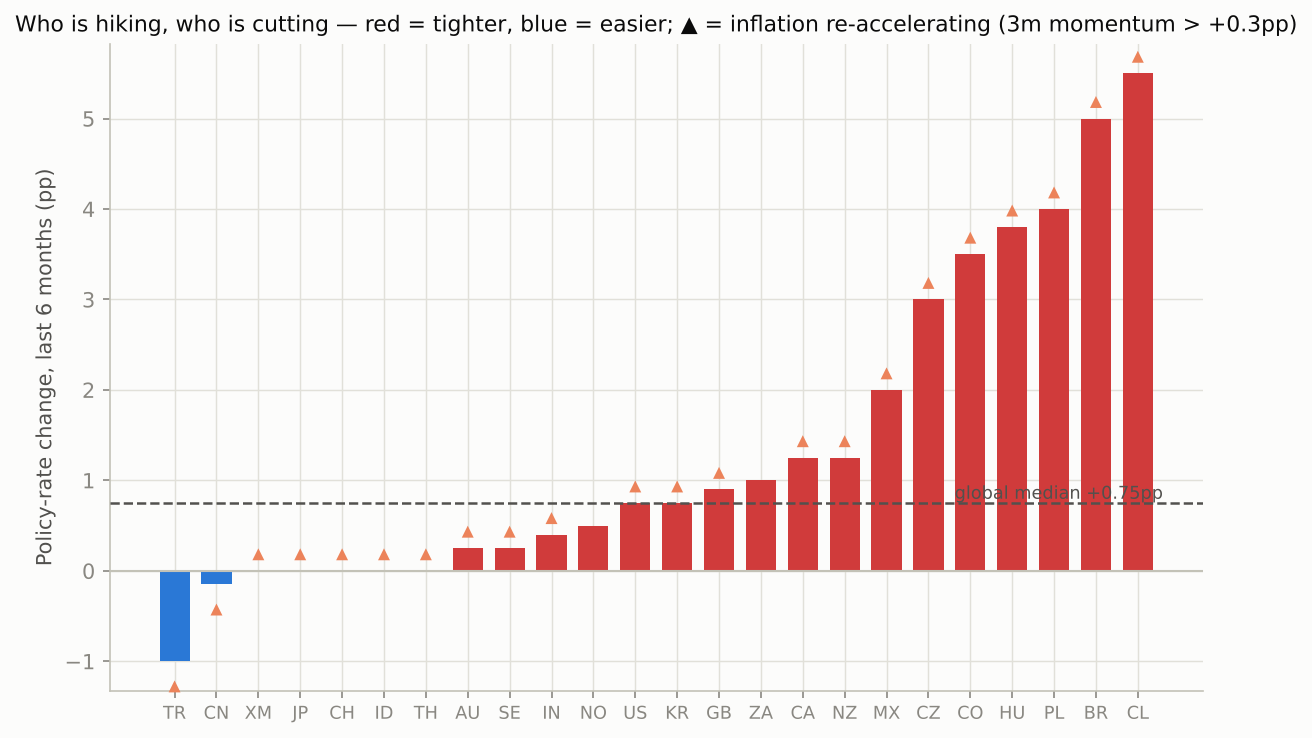 Who is hiking, who is cutting — red = tighter, blue = easier; ▲ = inflation re-accelerating (3m momentum > +0.3pp)
Policy-rate change, last 6 months (pp)
5
4
3
2
1
0
−1
global median +0.75pp
TR CN XM JP CH ID TH AU SE IN NO US KR GB ZA CA NZ MX CZ CO HU PL BR CL